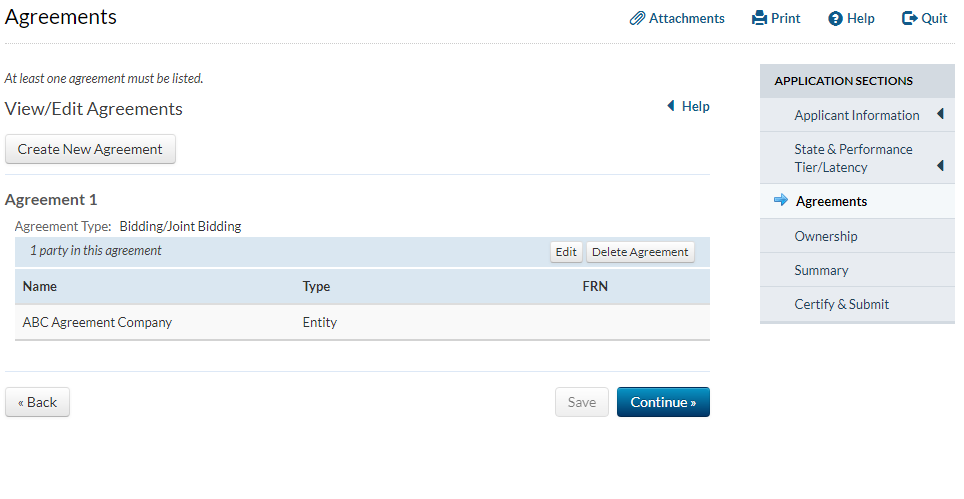 Agreements
Attachments Print Help Quit
At least one agreement must be listed.
View/Edit Agreements
Help
Create New Agreement
Agreement 1
Agreement Type: Bidding/Joint Bidding
1 party in this agreement
Edit Delete Agreement
Name Type FRN
ABC Agreement Company Entity
« Back
Save Continue »
APPLICATION SECTIONS
Applicant Information
State & Performance
Tier/Latency
Agreements
Ownership
Summary
Certify & Submit